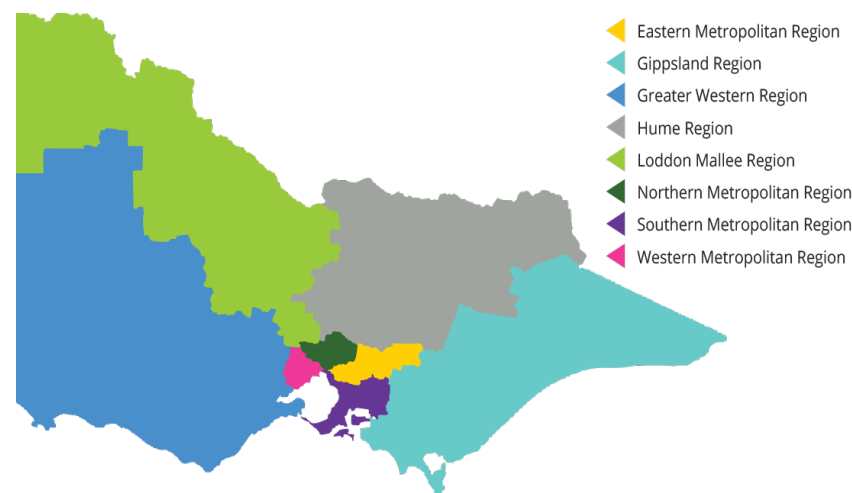 Eastern Metropolitan Region
Gippsland Region
Greater Western Region
Hume Region
Loddon Mallee Region
Northern Metropolitan Region
Southern Metropolitan Region
Western Metropolitan Region